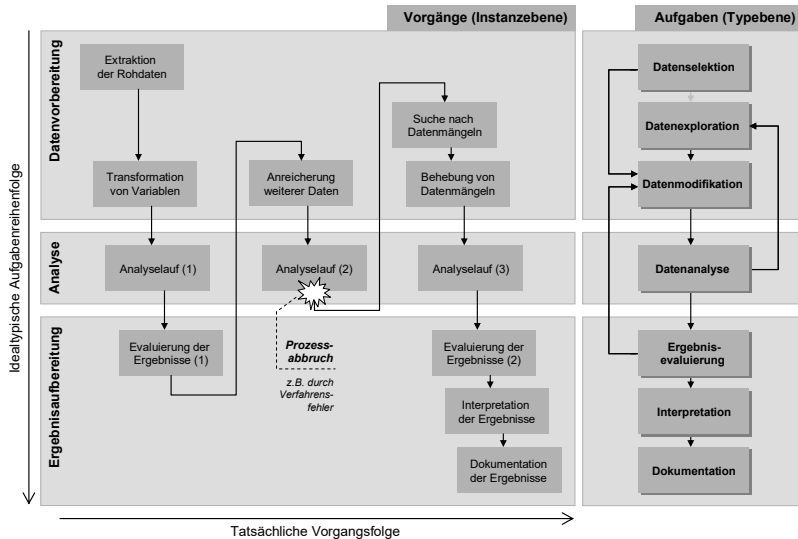 Vorgänge (Instanzebene)
Aufgaben (Typebene)
Idealtypische Aufgabenreihenfolge
Datenvorbereitung
Extraktion
der Rohdaten
Transformation
von Variablen
Anreicherung
weiterer Daten
Suche nach
Datenmängeln
Behebung von
Datenmängeln
Datenselektion
Datenexploration
Datenmodifikation
Analyse
Analyselauf (1)
Analyselauf (2)
Analyselauf (3)
Datenanalyse
Ergebnisaufbereitung
Evaluierung der
Ergebnisse (1)
Prozess-
abbruch
z.B. durch
Verfahrens-
fehler
Evaluierung der
Ergebnisse (2)
Interpretation
der Ergebnisse
Dokumentation
der Ergebnisse
Ergebnis-
evaluierung
Interpretation
Dokumentation
Tatsächliche Vorgangsfolge